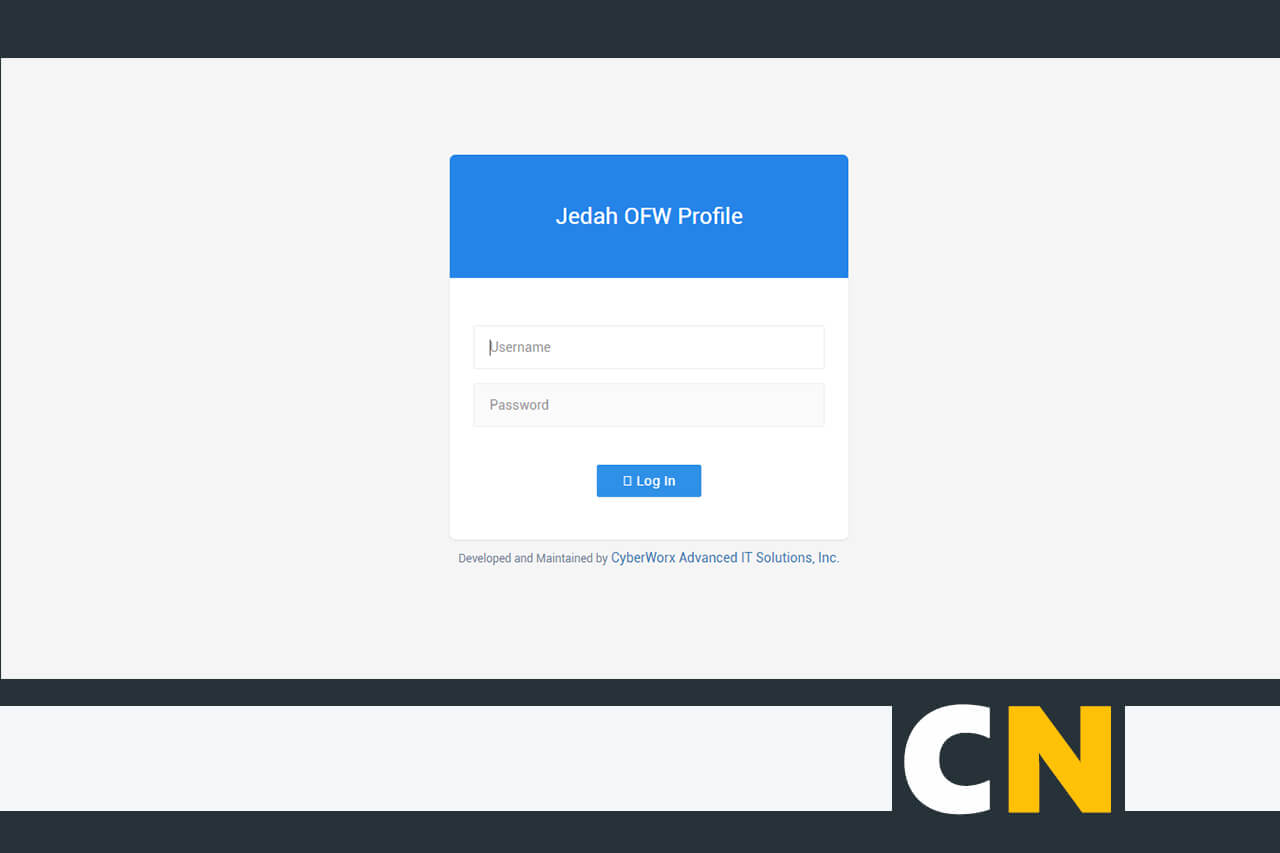 Jedah OFW Profile
Username
Password
Log In
Developed and Maintained by CyberWorx Advanced IT Solutions, Inc.
CN